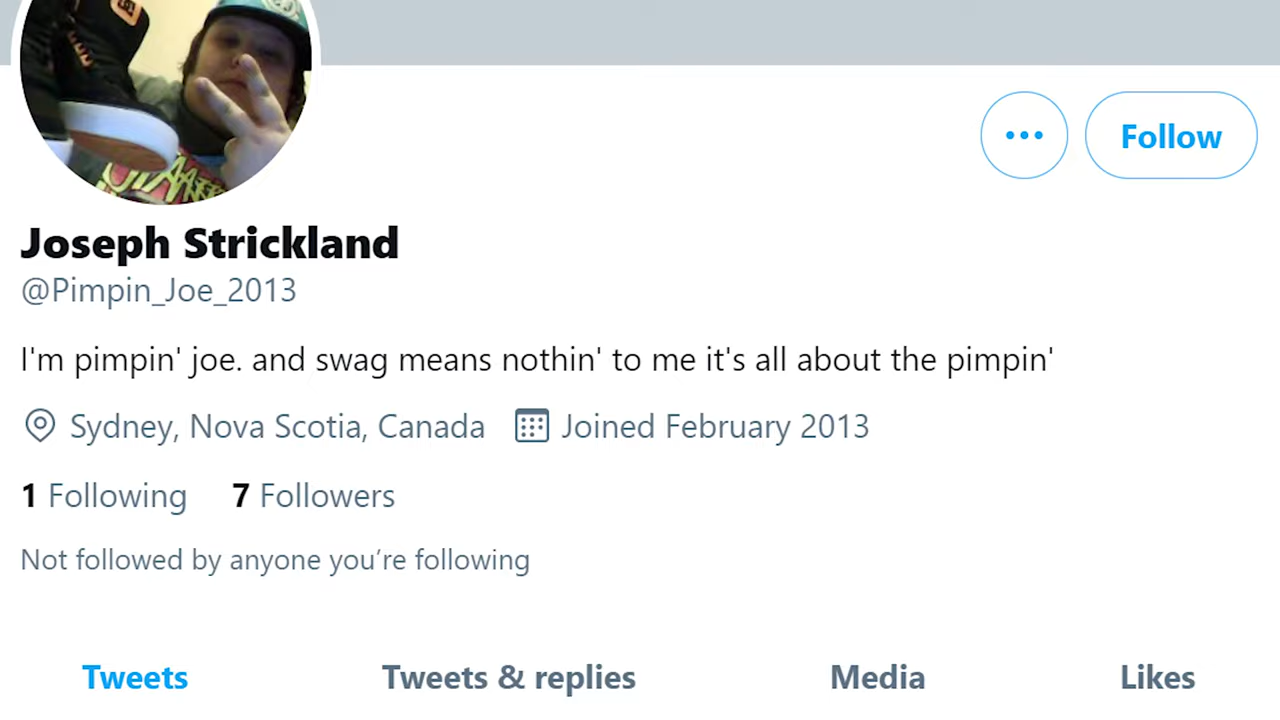 Follow
Joseph Strickland
@Pimpin_Joe_2013
I'm pimpin' joe. and swag means nothin' to me it's all about the pimpin'
Sydney, Nova Scotia, Canada Joined February 2013
1 Following 7 Followers
Not followed by anyone you’re following
Tweets Tweets & replies Media Likes